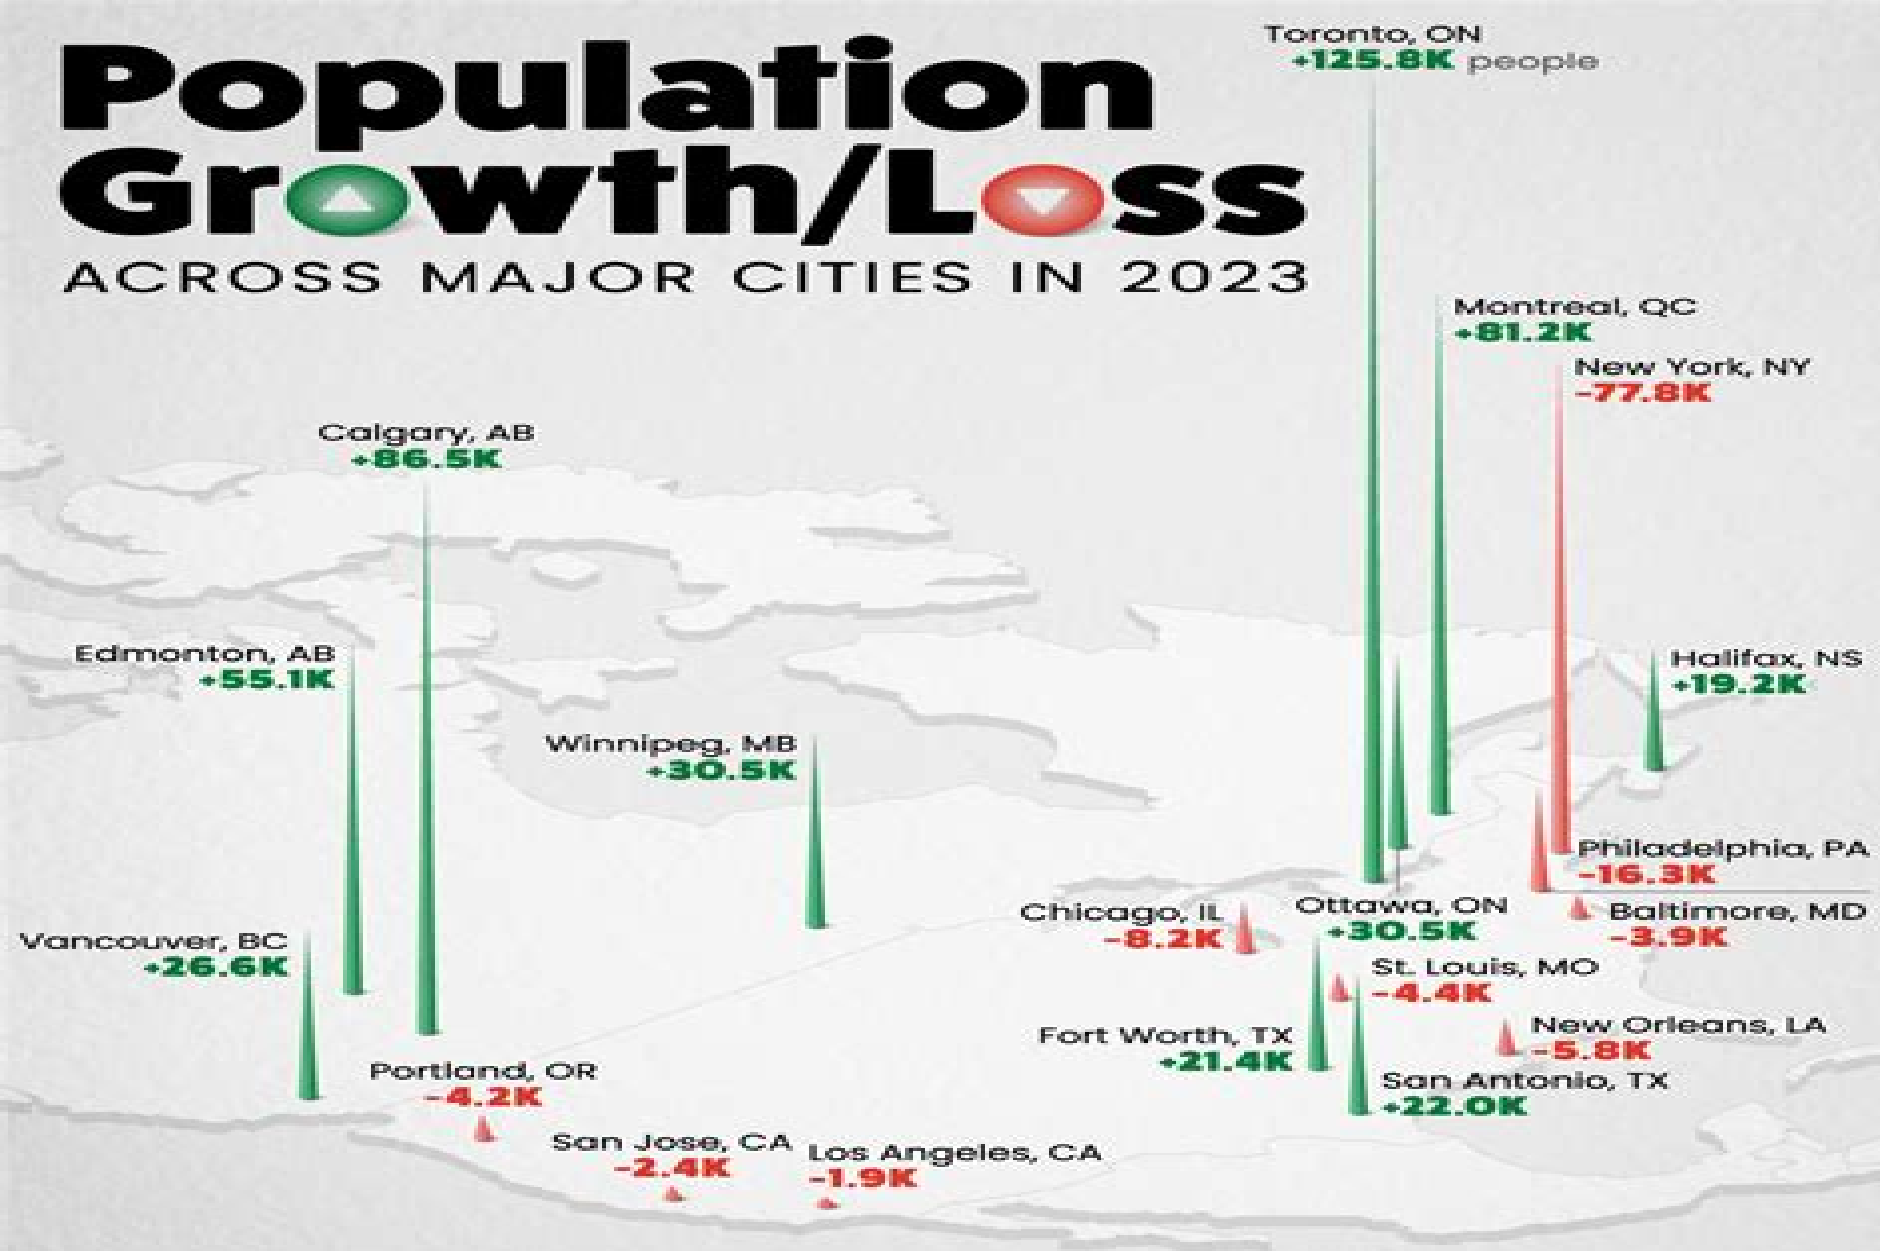 Population
Growth/Loss
ACROSS MAJOR CITIES IN 2023
Toronto, ON
+125.8K people
Montreal, QC
+81.2K
New York, NY
-77.8K
Calgary, AB
+86.5K
Edmonton, AB
+55.1K
Halifax, NS
+19.2K
Winnipeg, MB
+30.5K
Philadelphia, PA
-16.3K
Chicago, IL
-8.2K
Ottawa, ON
+30.5K
Baltimore, MD
-3.9K
Vancouver, BC
+26.6K
St. Louis, MO
-4.4K
Fort Worth, TX
+21.4K
New Orleans, LA
-5.8K
Portland, OR
-4.2K
San Antonio, TX
+22.0K
San Jose, CA
-2.4K
Los Angeles, CA
-1.9K